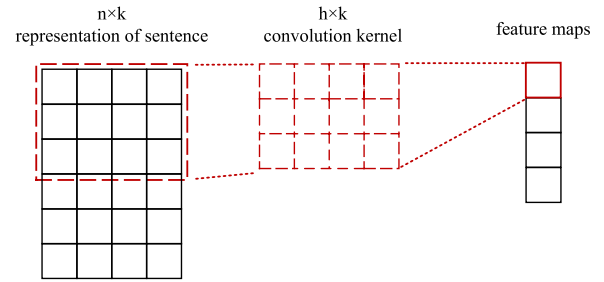 n×k
representation of sentence
h×k
convolution kernel
feature maps